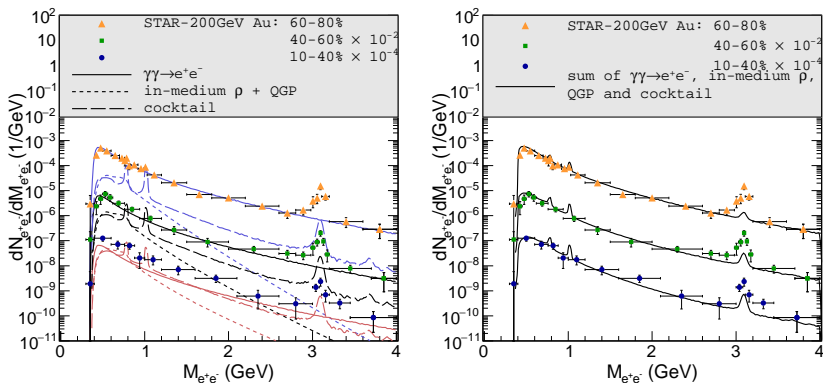 STAR-200GeV Au: 60-80%
40-60% × 10⁻²
10-40% × 10⁻⁴
γγ→e⁺e⁻
in-medium ρ + QGP
cocktail
dN_{e⁺e⁻}/dM_{e⁺e⁻} (1/GeV)
10²
10
1
10⁻¹
10⁻²
10⁻³
10⁻⁴
10⁻⁵
10⁻⁶
10⁻⁷
10⁻⁸
10⁻⁹
10⁻¹⁰
10⁻¹¹
0 1 2 3 4
M_{e⁺e⁻} (GeV)
STAR-200GeV Au: 60-80%
40-60% × 10⁻²
10-40% × 10⁻⁴
sum of γγ→e⁺e⁻, in-medium ρ,
QGP and cocktail
dN_{e⁺e⁻}/dM_{e⁺e⁻} (1/GeV)
10²
10
1
10⁻¹
10⁻²
10⁻³
10⁻⁴
10⁻⁵
10⁻⁶
10⁻⁷
10⁻⁸
10⁻⁹
10⁻¹⁰
10⁻¹¹
0 1 2 3 4
M_{e⁺e⁻} (GeV)